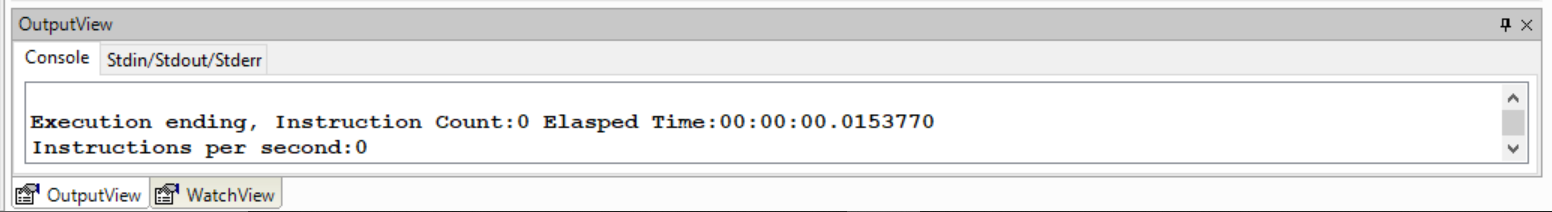 OutputView
Console Stdin/Stdout/Stderr
Execution ending, Instruction Count:0 Elasped Time:00:00:00.0153770
Instructions per second:0
OutputView WatchView